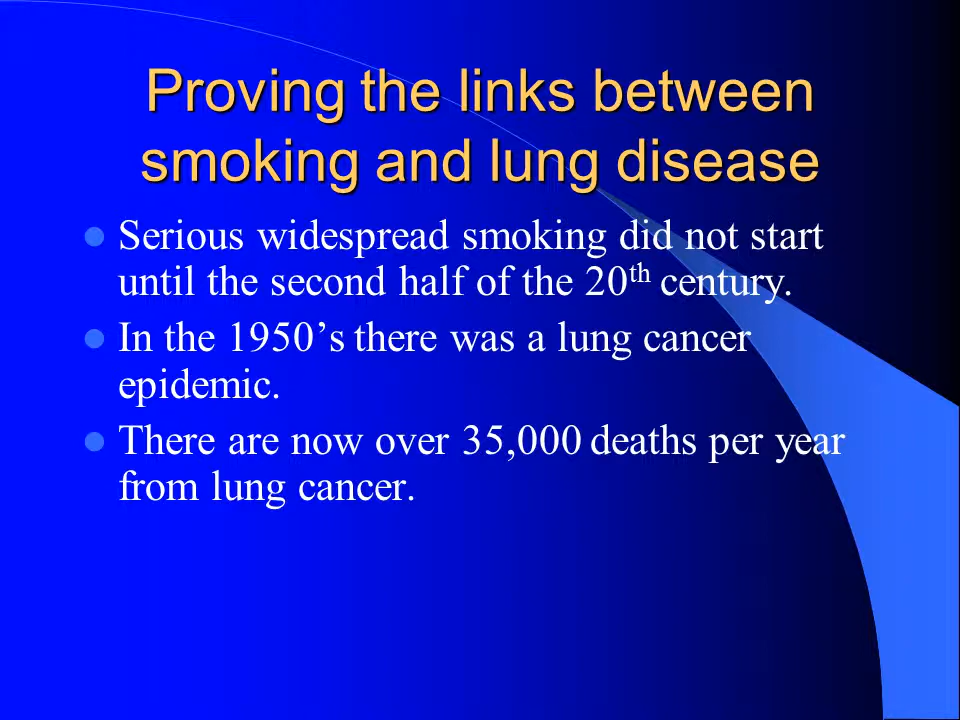 Proving the links between
smoking and lung disease
Serious widespread smoking did not start
until the second half of the 20th century.
In the 1950’s there was a lung cancer
epidemic.
There are now over 35,000 deaths per year
from lung cancer.